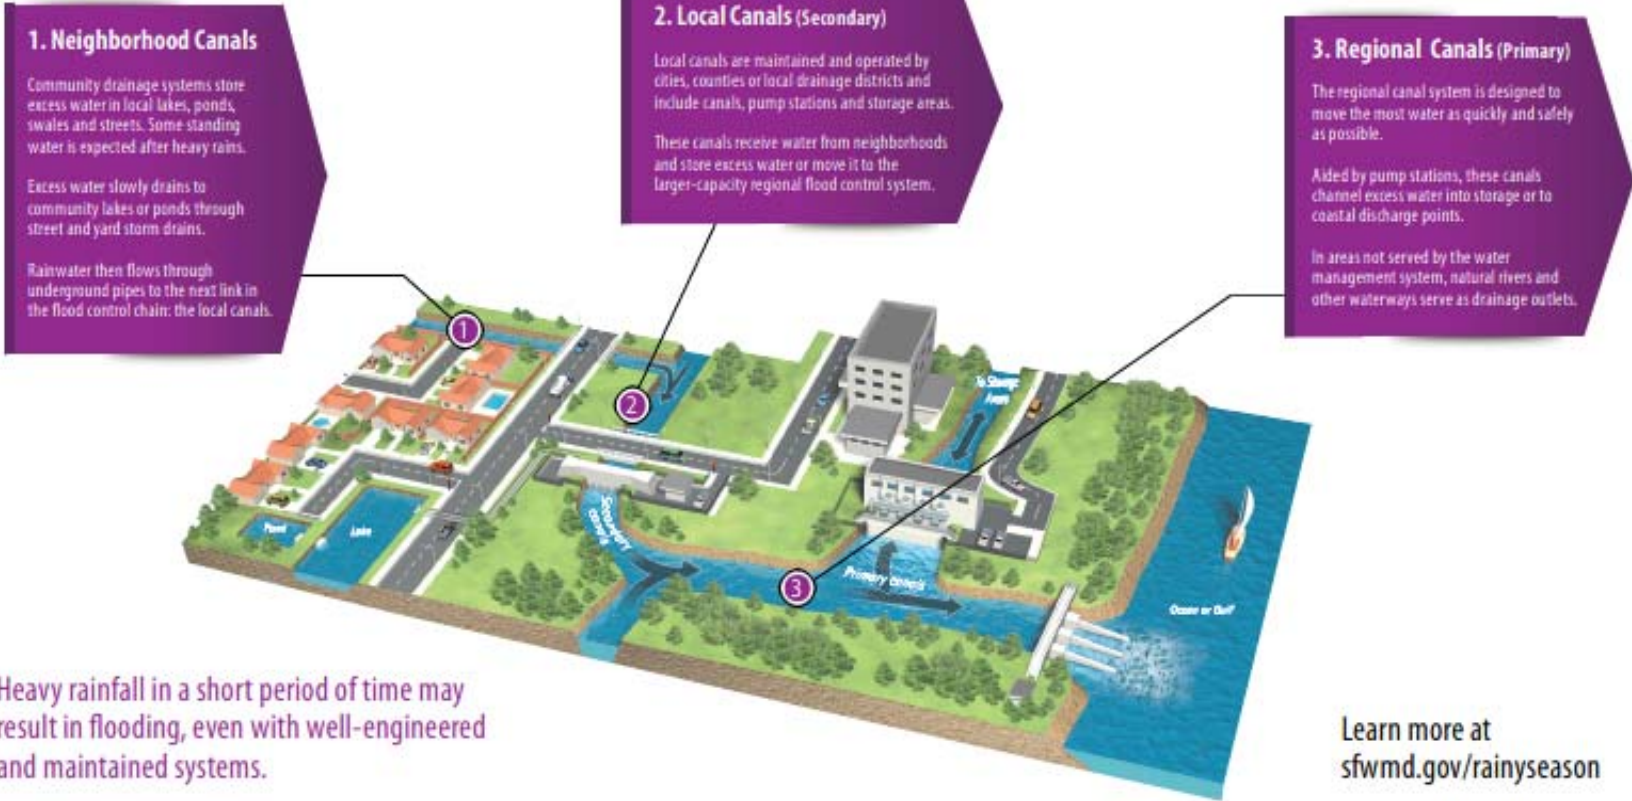 1. Neighborhood Canals
Community drainage systems store
excess water in local lakes, ponds,
swales and streets. Some standing
water is expected after heavy rains.
Excess water slowly drains to
community lakes or ponds through
street and yard storm drains.
Rainwater then flows through
underground pipes to the next link in
the flood control chain: the local canals.
2. Local Canals (Secondary)
Local canals are maintained and operated by
cities, counties or local drainage districts and
include canals, pump stations and storage areas.
These canals receive water from neighborhoods
and store excess water or move it to the
larger-capacity regional flood control system.
3. Regional Canals (Primary)
The regional canal system is designed to
move the most water as quickly and safely
as possible.
Aided by pump stations, these canals
channel excess water into storage or to
coastal discharge points.
In areas not served by the water
management system, natural rivers and
other waterways serve as drainage outlets.
1
2
To Storage
Areas
Pond
Lake
Secondary
canals
3
Primary canals
Ocean or Gulf
Heavy rainfall in a short period of time may
result in flooding, even with well-engineered
and maintained systems.
Learn more at
sfwmd.gov/rainyseason